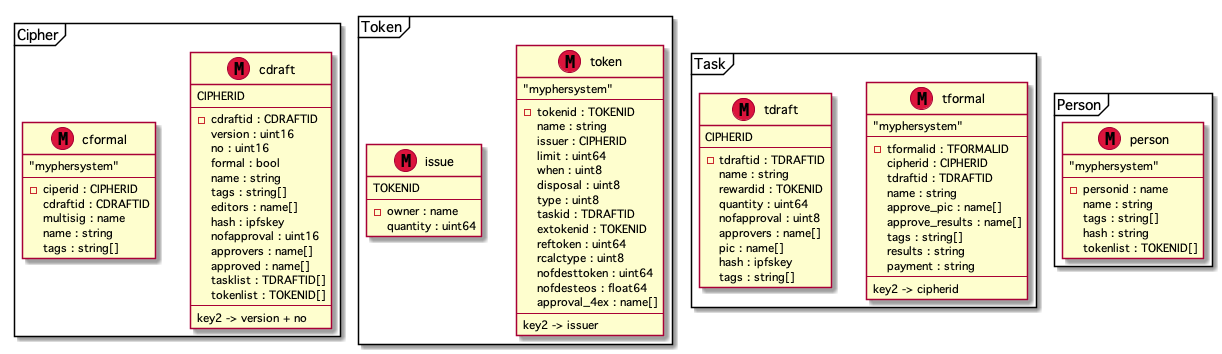 Cipher
M cformal
"myphersystem"
ciperid : CIPHERID
cdraftid : CDRAFTID
multisig : name
name : string
tags : string[]
M cdraft
CIPHERID
cdraftid : CDRAFTID
version : uint16
no : uint16
formal : bool
name : string
tags : string[]
editors : name[]
hash : ipfskey
nofapproval : uint16
approvers : name[]
approved : name[]
tasklist : TDRAFTID[]
tokenlist : TOKENID[]
key2 -> version + no
Token
M issue
TOKENID
owner : name
quantity : uint64
M token
"myphersystem"
tokenid : TOKENID
name : string
issuer : CIPHERID
limit : uint64
when : uint8
disposal : uint8
type : uint8
taskid : TDRAFTID
extokenid : TOKENID
reftoken : uint64
rcalctype : uint8
nofdesttoken : uint64
nofdesteos : float64
approval_4ex : name[]
key2 -> issuer
Task
M tdraft
CIPHERID
tdraftid : TDRAFTID
name : string
rewardid : TOKENID
quantity : uint64
nofapproval : uint8
approvers : name[]
pic : name[]
hash : ipfskey
tags : string[]
M tformal
"myphersystem"
tformalid : TFORMALID
cipherid : CIPHERID
tdraftid : TDRAFTID
name : string
approve_pic : name[]
approve_results : name[]
tags : string[]
results : string
payment : string
key2 -> cipherid
Person
M person
"myphersystem"
personid : name
name : string
tags : string[]
hash : string
tokenlist : TOKENID[]